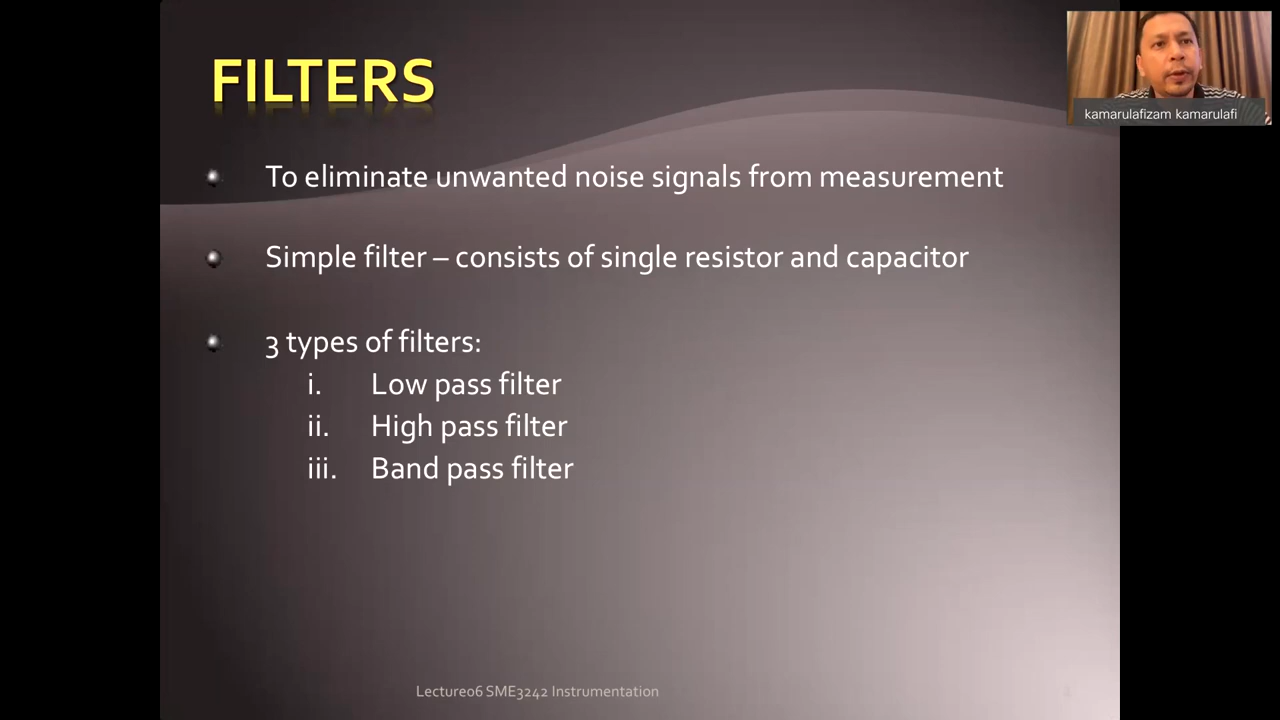 FILTERS
kamarulafizam kamarulafi
To eliminate unwanted noise signals from measurement
Simple filter – consists of single resistor and capacitor
3 types of filters:
i. Low pass filter
ii. High pass filter
iii. Band pass filter
Lecture06 SME3242 Instrumentation